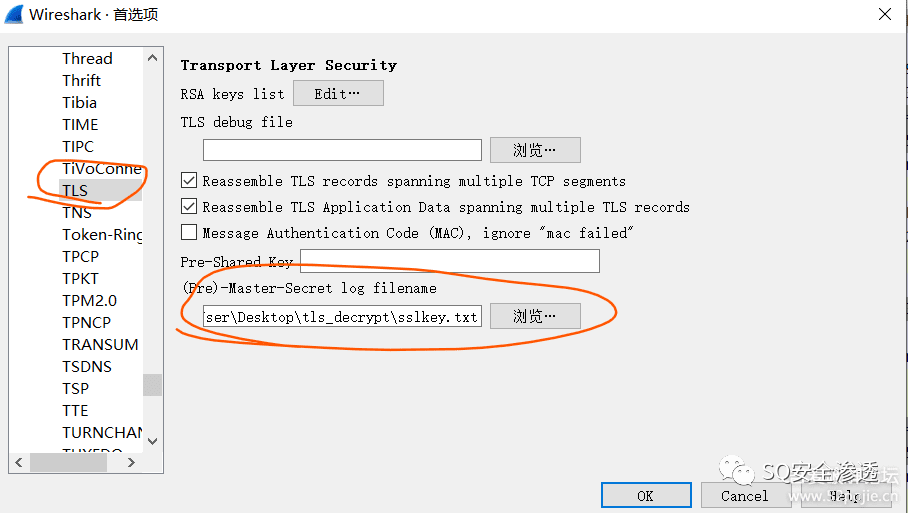 Wireshark · 首选项
Thread
Thrift
Tibia
TIME
TIPC
TiVoConne
TLS
TNS
Token-Ring
TPCP
TPKT
TPM2.0
TPNCP
TRANSUM
TSDNS
TSP
TTE
TURNCHAN
Transport Layer Security
RSA keys list Edit…
TLS debug file
浏览…
Reassemble TLS records spanning multiple TCP segments
Reassemble TLS Application Data spanning multiple TLS records
Message Authentication Code (MAC), ignore "mac failed"
Pre-Shared Key
(Pre)-Master-Secret log filename
ser\Desktop\tls_decrypt\sslkey.txt 浏览…
SQ安全渗透
OK Cancel Help